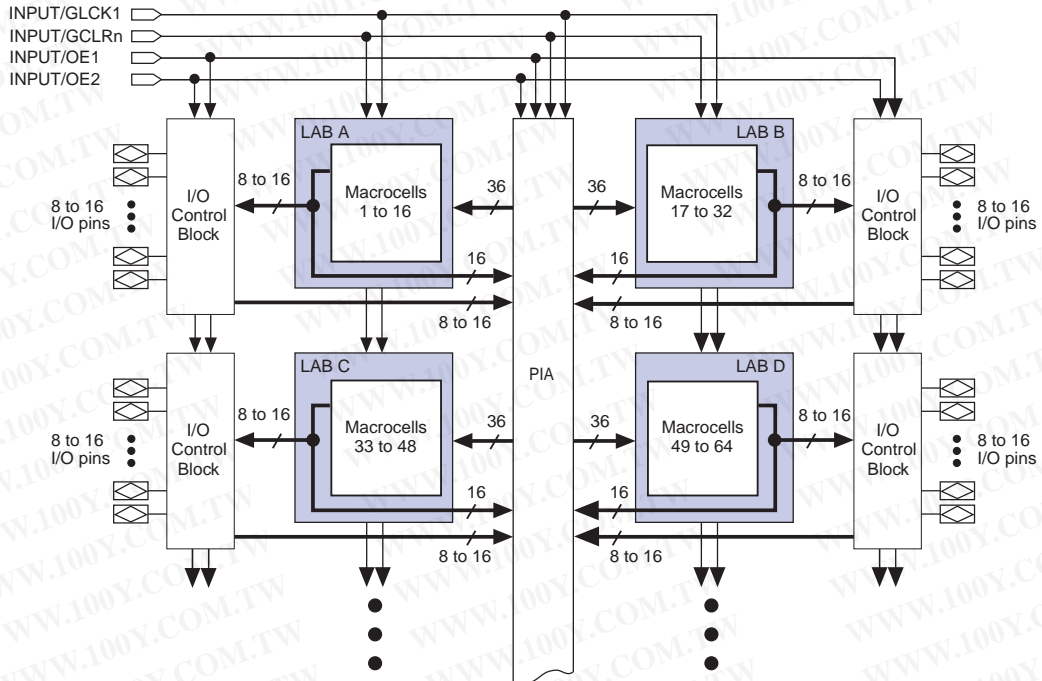 INPUT/GLCK1
INPUT/GCLRn
INPUT/OE1
INPUT/OE2
LAB A
LAB B
I/O
Control
Block
8 to 16
I/O pins
8 to 16
Macrocells
1 to 16
36
36
Macrocells
17 to 32
8 to 16
I/O
Control
Block
8 to 16
I/O pins
16
16
8 to 16
8 to 16
LAB C
PIA
LAB D
I/O
Control
Block
8 to 16
I/O pins
8 to 16
Macrocells
33 to 48
36
36
Macrocells
49 to 64
8 to 16
I/O
Control
Block
8 to 16
I/O pins
16
16
8 to 16
8 to 16
WWW.100Y.COM.TW